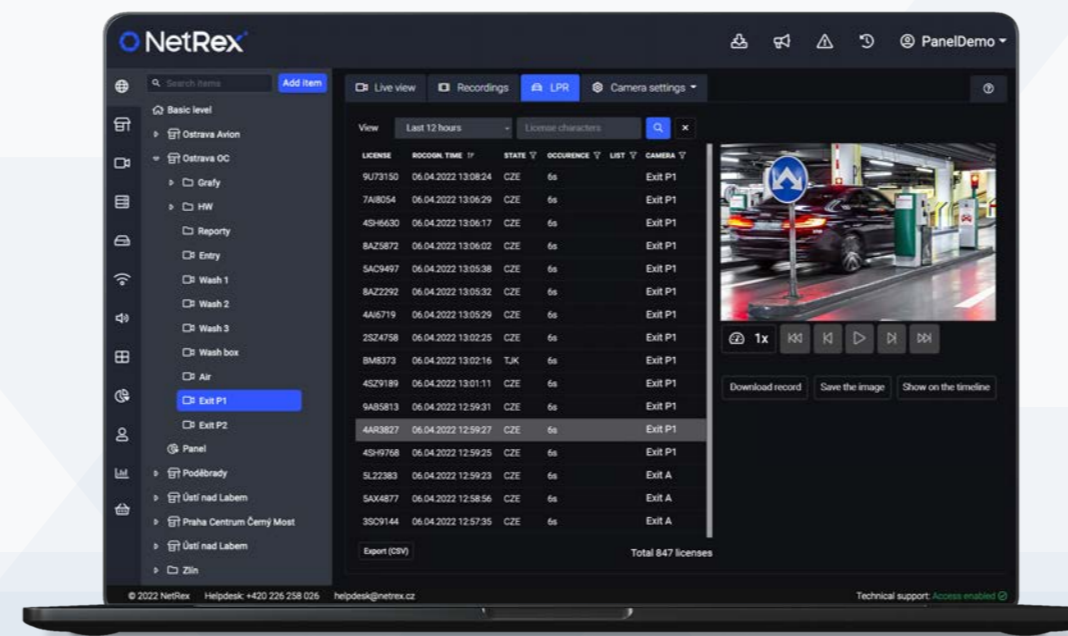 NetRex
PanelDemo
Search items
Add item
Live view
Recordings
LPR
Camera settings
Basic level
Ostrava Avion
Ostrava OC
Grafy
HW
Reporty
Entry
Wash 1
Wash 2
Wash 3
Wash box
Air
Exit P1
Exit P2
Panel
Poděbrady
Ústí nad Labem
Praha Centrum Černý Most
Ústí nad Labem
Zlín
View
Last 12 hours
License characters
LICENSE ROCOGN. TIME STATE OCCURENCE LIST CAMERA
9U73150 06.04.2022 13:08:24 CZE 6s Exit P1
7AI8054 06.04.2022 13:06:29 CZE 6s Exit P1
4SH6630 06.04.2022 13:06:17 CZE 6s Exit P1
8AZ5872 06.04.2022 13:06:02 CZE 6s Exit P1
5AC9497 06.04.2022 13:05:38 CZE 6s Exit P1
8AZ2292 06.04.2022 13:05:32 CZE 6s Exit P1
4AI6719 06.04.2022 13:05:29 CZE 6s Exit P1
2SZ4758 06.04.2022 13:02:25 CZE 6s Exit P1
BM8373 06.04.2022 13:02:16 TJK 6s Exit P1
4SZ9189 06.04.2022 13:01:11 CZE 6s Exit P1
9AB5813 06.04.2022 12:59:31 CZE 6s Exit P1
4AR3827 06.04.2022 12:59:27 CZE 6s Exit P1
4SH9768 06.04.2022 12:59:25 CZE 6s Exit P1
5L22383 06.04.2022 12:59:23 CZE 6s Exit A
5AX4877 06.04.2022 12:58:56 CZE 6s Exit A
3SC9144 06.04.2022 12:57:35 CZE 6s Exit A
Export (CSV)
Total 847 licenses
1x
Download record
Save the image
Show on the timeline
© 2022 NetRex Helpdesk: +420 226 258 026 helpdesk@netrex.cz
Technical support: Access enabled